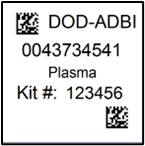 DOD-ADBI
0043734541
Plasma
Kit #: 123456